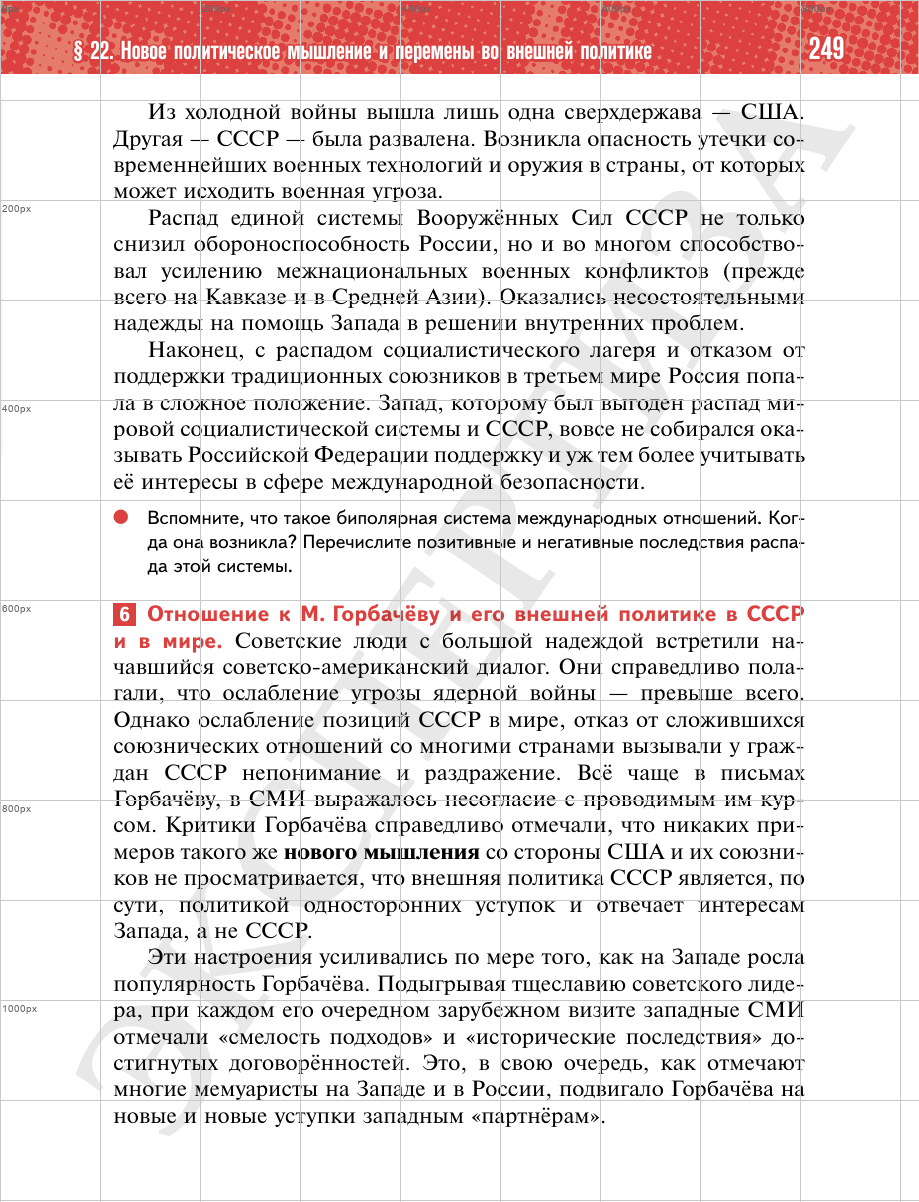 § 22. Новое политическое мышление и перемены во внешней политике 249
Из холодной войны вышла лишь одна сверхдержава — США.
Другая — СССР — была развалена. Возникла опасность утечки со-
временнейших военных технологий и оружия в страны, от которых
может исходить военная угроза.
Распад единой системы Вооружённых Сил СССР не только
снизил обороноспособность России, но и во многом способство-
вал усилению межнациональных военных конфликтов (прежде
всего на Кавказе и в Средней Азии). Оказались несостоятельными
надежды на помощь Запада в решении внутренних проблем.
Наконец, с распадом социалистического лагеря и отказом от
поддержки традиционных союзников в третьем мире Россия попа-
ла в сложное положение. Запад, которому был выгоден распад ми-
ровой социалистической системы и СССР, вовсе не собирался ока-
зывать Российской Федерации поддержку и уж тем более учитывать
её интересы в сфере международной безопасности.
Вспомните, что такое биполярная система международных отношений. Ког-
да она возникла? Перечислите позитивные и негативные последствия распа-
да этой системы.
6 Отношение к М. Горбачёву и его внешней политике в СССР
и в мире. Советские люди с большой надеждой встретили на-
чавшийся советско-американский диалог. Они справедливо пола-
гали, что ослабление угрозы ядерной войны — превыше всего.
Однако ослабление позиций СССР в мире, отказ от сложившихся
союзнических отношений со многими странами вызывали у граж-
дан СССР непонимание и раздражение. Всё чаще в письмах
Горбачёву, в СМИ выражалось несогласие с проводимым им кур-
сом. Критики Горбачёва справедливо отмечали, что никаких при-
меров такого же нового мышления со стороны США и их союзни-
ков не просматривается, что внешняя политика СССР является, по
сути, политикой односторонних уступок и отвечает интересам
Запада, а не СССР.
Эти настроения усиливались по мере того, как на Западе росла
популярность Горбачёва. Подыгрывая тщеславию советского лиде-
ра, при каждом его очередном зарубежном визите западные СМИ
отмечали «смелость подходов» и «исторические последствия» до-
стигнутых договорённостей. Это, в свою очередь, как отмечают
многие мемуаристы на Западе и в России, подвигало Горбачёва на
новые и новые уступки западным «партнёрам».
ЭКСПЕРТИЗА
200px
400px
600px
800px
1000px